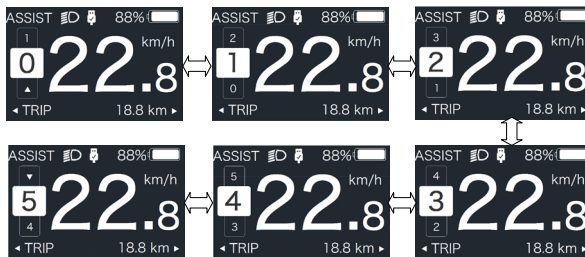 ASSIST 88%
1
0 22.8 km/h
▲
◂ TRIP 18.8 km ▸
ASSIST 88%
2
1 22.8 km/h
0
◂ TRIP 18.8 km ▸
ASSIST 88%
3
2 22.8 km/h
1
◂ TRIP 18.8 km ▸
ASSIST 88%
▼
5 22.8 km/h
4
◂ TRIP 18.8 km ▸
ASSIST 88%
5
4 22.8 km/h
3
◂ TRIP 18.8 km ▸
ASSIST 88%
4
3 22.8 km/h
2
◂ TRIP 18.8 km ▸